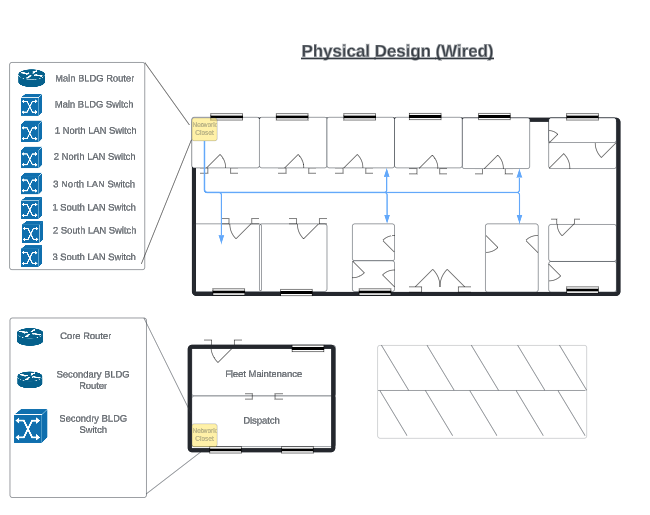 Physical Design (Wired)
Main BLDG Router
Main BLDG Switch
1 North LAN Switch
2 North LAN Switch
3 North LAN Switch
1 South LAN Switch
2 South LAN Switch
3 South LAN Switch
Network
Closet
Core Router
Secondary BLDG
Router
Secondry BLDG
Switch
Fleet Maintenance
Dispatch
Network
Closet